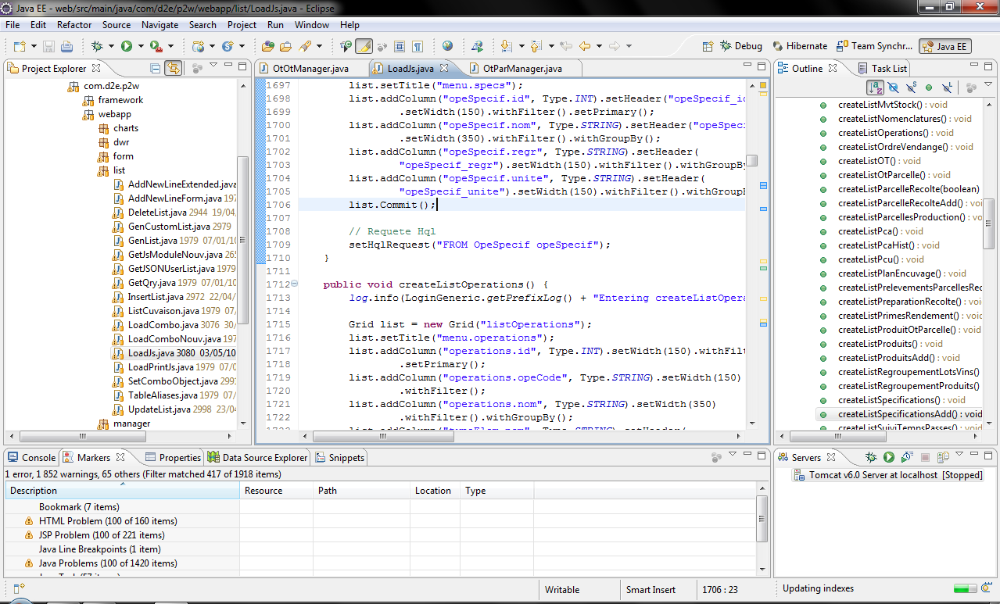 Java EE - web/src/main/java/com/d2e/p2w/webapp/list/LoadJs.java - Eclipse
File Edit Refactor Source Navigate Search Project Run Window Help
Debug Hibernate Team Synchr... Java EE
Project Explorer
com.d2e.p2w
framework
webapp
charts
dwr
form
list
AddNewLineExtended.java
AddNewLineForm.java 197
DeleteList.java 2944 19/04,
GenCustomList.java 2979
GenList.java 1979 07/01/10
GetJsModuleNouv.java 265
GetJSONUserList.java 1979
GetQry.java 1979 07/01/10
InsertList.java 2972 22/04/
ListCuvaison.java 1979 07/
LoadCombo.java 3076 30/
LoadComboNouv.java 197
LoadJs.java 3080 03/05/10
LoadPrintJs.java 1979 07/0
SetComboObject.java 2991
TableAliases.java 1979 07/
UpdateList.java 2998 23/04
manager
OtOtManager.java LoadJs.java OtParManager.java
1697 list.setTitle("menu.specs");
1698 list.addColumn("opeSpecif.id", Type.INT).setHeader("opeSpecif_id
1699 .setWidth(150).withFilter().setPrimary();
1700 list.addColumn("opeSpecif.nom", Type.STRING).setHeader("opeSpeci
1701 .setWidth(350).withFilter().withGroupBy();
1702 list.addColumn("opeSpecif.regr", Type.STRING).setHeader(
1703 "opeSpecif_regr").setWidth(150).withFilter().withGroupBy
1704 list.addColumn("opeSpecif.unite", Type.STRING).setHeader(
1705 "opeSpecif_unite").setWidth(150).withFilter().withGroupB
1706 list.Commit();
1707
1708 // Requete Hql
1709 setHqlRequest("FROM OpeSpecif opeSpecif");
1710 }
1711
1712 public void createListOperations() {
1713 log.info(LoginGeneric.getPrefixLog() + "Entering createListOpera
1714
1715 Grid list = new Grid("listOperations");
1716 list.setTitle("menu.operations");
1717 list.addColumn("operations.id", Type.INT).setWidth(150).withFilt
1718 .setPrimary();
1719 list.addColumn("operations.opeCode", Type.STRING).setWidth(150)
1720 .withFilter();
1721 list.addColumn("operations.nom", Type.STRING).setWidth(350)
1722 .withFilter().withGroupBy();
Outline Task List
createListMvtStock() : void
createListNomenclatures() : void
createListOperations() : void
createListOrdreVendange() : void
createListOT() : void
createListOtParcelle() : void
createListParcelleRecolte(boolean)
createListParcelleRecolteAdd() : void
createListParcellesProduction() : void
createListPca() : void
createListPcaHist() : void
createListPcu() : void
createListPlanEncuvage() : void
createListPrelevementsParcellesRec
createListPreparationRecolte() : voi
createListPrimesRendement() : voic
createListProduitOtParcelle() : void
createListProduits() : void
createListProduitsAdd() : void
createListRegroupementLotsVins()
createListRegroupementProduits()
createListSpecifications() : void
createListSpecificationsAdd() : void
createListSuiviTempsPasses() : void
Console Markers Properties Data Source Explorer Snippets
1 error, 1 852 warnings, 65 others (Filter matched 417 of 1918 items)
Description Resource Path Location Type
Bookmark (7 items)
HTML Problem (100 of 160 items)
JSP Problem (100 of 221 items)
Java Line Breakpoints (1 item)
Java Problems (100 of 1420 items)
Servers
Tomcat v6.0 Server at localhost [Stopped]
Writable Smart Insert 1706 : 23 Updating indexes